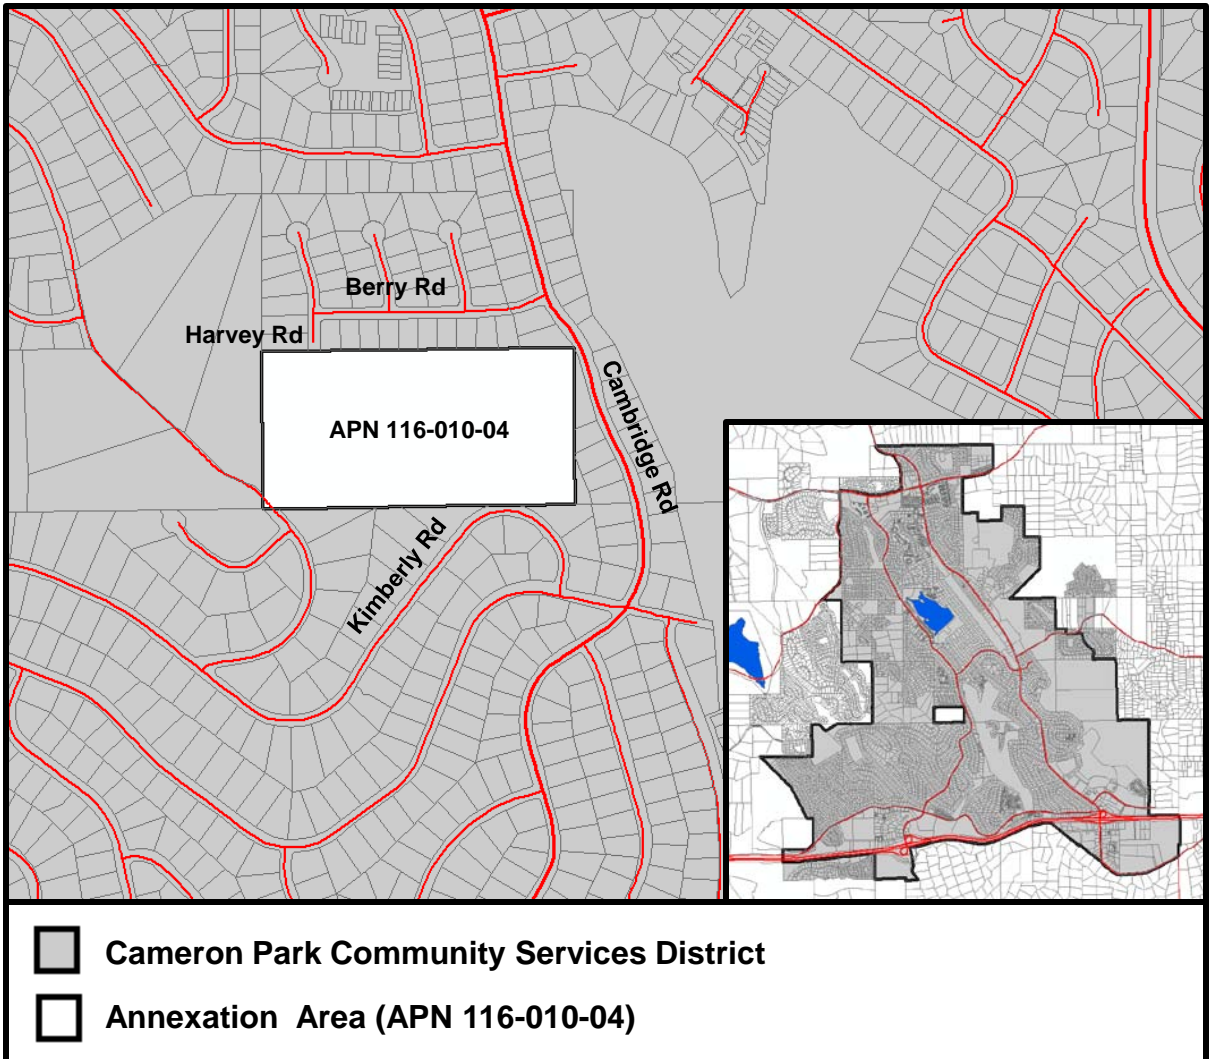 Berry Rd
Harvey Rd
Cambridge Rd
APN 116-010-04
Kimberly Rd
Cameron Park Community Services District
Annexation  Area (APN 116-010-04)